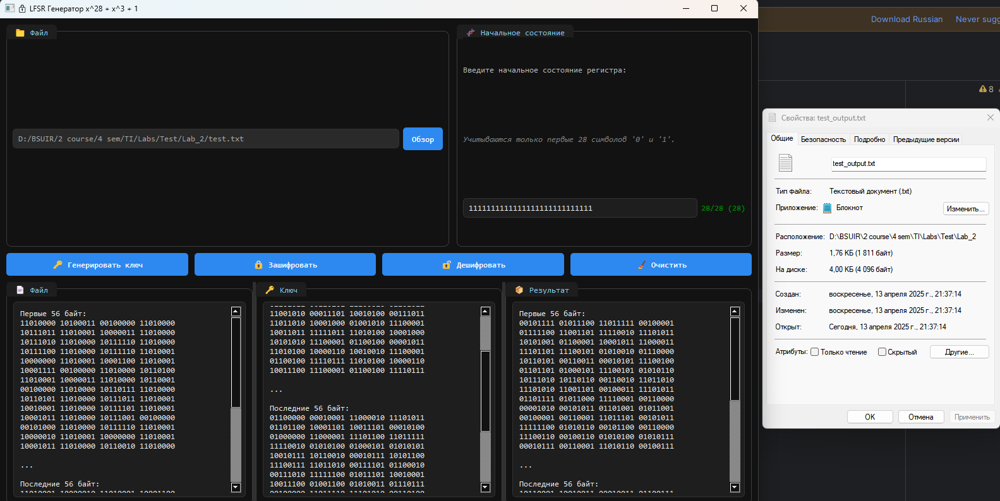 LFSR Генератор x^28 + x^3 + 1
Download Russian
Never sugg
8
Файл
D:/BSUIR/2 course/4 sem/TI/Labs/Test/Lab_2/test.txt
Обзор
Начальное состояние
Введите начальное состояние регистра:
Учитываются только первые 28 символов '0' и '1'.
1111111111111111111111111111
28/28 (28)
Генерировать ключ
Зашифровать
Дешифровать
Очистить
Файл
Первые 56 байт:
11010000 10100011 00100000 11010000
10111011 11010001 10000011 11010000
10111010 11010000 10111110 11010000
10111100 11010000 10111110 11010001
10000000 11010001 10001100 11010001
10001111 00100000 11010000 10110100
11010001 10000011 11010000 10110001
00100000 11010000 10110111 11010000
10110101 11010000 10111011 11010001
10010001 11010000 10111101 11010001
10001011 11010000 10111001 00100000
00101000 11010000 10111110 11010001
10000010 11010001 10000000 11010001
10001011 11010000 10110010 11010000
...
Последние 56 байт:
11010001 10000010 11010001 10001100
Ключ
11001010 00011101 10010100 00111011
11011010 10001000 01001010 11100001
10011011 11111011 11010100 10001000
10101010 11100001 01100100 00001011
11010100 10000110 10010010 11100001
01100100 11110111 11010100 10000110
10011100 11100001 01100100 11110111
...
Последние 56 байт:
01100000 00010001 11000010 11101011
01101100 10001101 10011101 00010100
01000000 11000001 11101100 11011111
11110010 01010100 01000101 01010101
10010111 10110010 00010111 10101100
11100111 11011010 00111101 01100010
00111010 11111100 01011101 10010001
10011100 01001100 01010011 01110111
Результат
Первые 56 байт:
00101111 01011100 11011111 00100001
01111100 11001101 11110010 11010111
10101001 01100001 10001011 11000011
11101101 11100101 01010010 01110000
10110101 00110011 00010101 11100100
01101101 01000101 11100101 01010110
10111010 10110110 00110010 11011010
11101010 11001101 00100011 11101011
01101111 01011000 11110001 00110000
00001010 00101011 01101001 01011001
00100001 00110011 11011101 00101011
11111100 01010110 00101100 00110000
11100110 00100110 01010100 01010111
00010111 00110001 11010110 00100111
...
Последние 56 байт:
Свойства: test_output.txt
Общие
Безопасность
Подробно
Предыдущие версии
test_output.txt
Тип файла: Текстовый документ (.txt)
Приложение: Блокнот
Изменить...
Расположение: D:\BSUIR\2 course\4 sem\TI\Labs\Test\Lab_2
Размер: 1,76 КБ (1 811 байт)
На диске: 4,00 КБ (4 096 байт)
Создан: воскресенье, 13 апреля 2025 г., 21:37:14
Изменен: воскресенье, 13 апреля 2025 г., 21:37:14
Открыт: Сегодня, 13 апреля 2025 г., 21:37:14
Атрибуты: Только чтение Скрытый Другие...
OK
Отмена
Применить